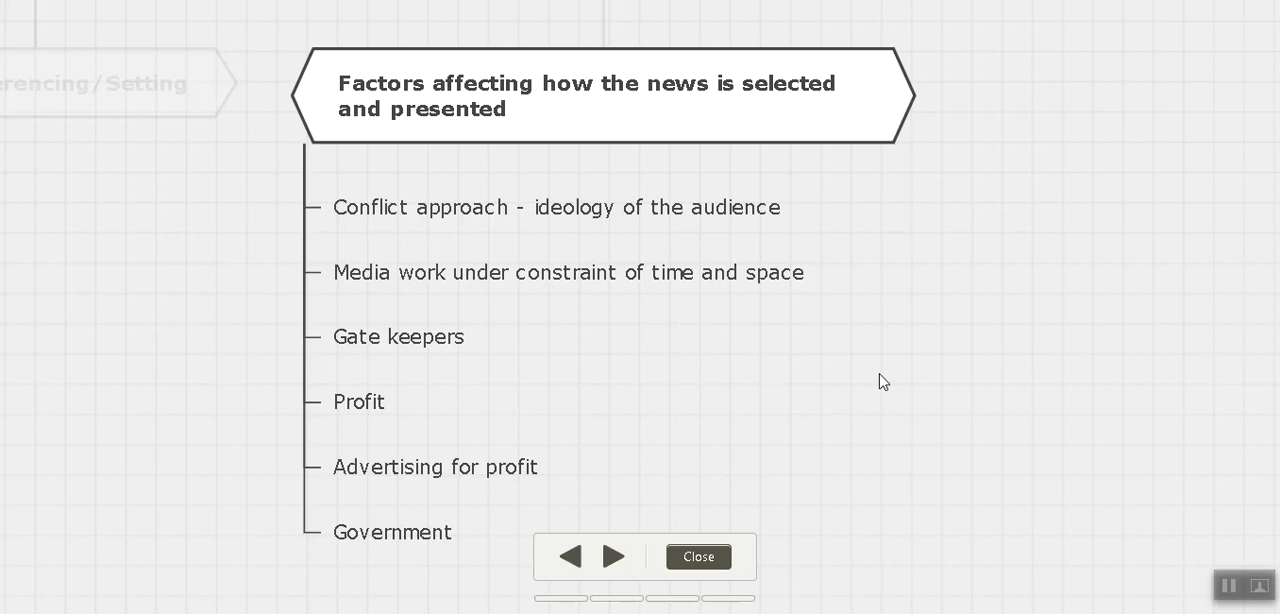 erencing/Setting
Factors affecting how the news is selected
and presented
Conflict approach - ideology of the audience
Media work under constraint of time and space
Gate keepers
Profit
Advertising for profit
Government
Close